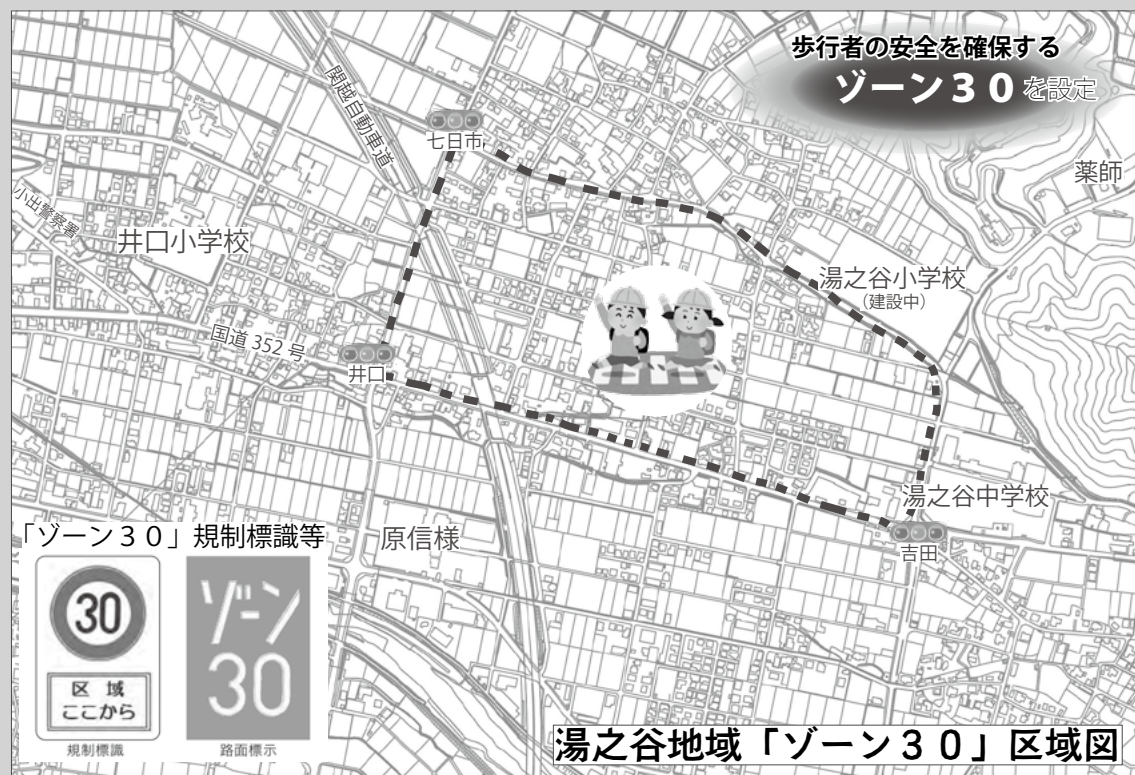 歩行者の安全を確保する
ゾーン３０を設定
関越自動車道
七日市
薬師
小出警察署
井口小学校
湯之谷小学校
（建設中）
国道 352 号
井口
湯之谷中学校
吉田
原信様
「ゾーン３０」規制標識等
30
区 域
ここから
規制標識
ゾーン
30
路面標示
湯之谷地域「ゾーン３０」区域図